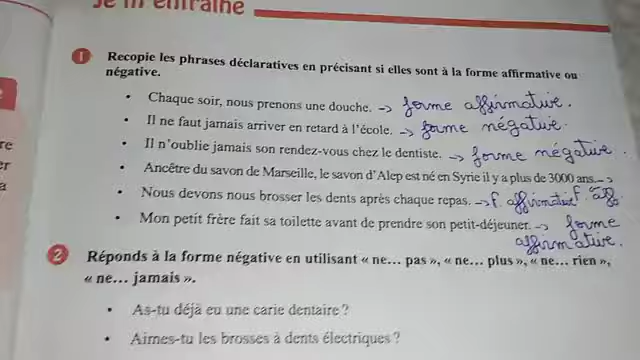 Je m'entraîne
1 Recopie les phrases déclaratives en précisant si elles sont à la forme affirmative ou
négative.
• Chaque soir, nous prenons une douche. -> forme affirmative.
• Il ne faut jamais arriver en retard à l'école. -> forme négative.
• Il n'oublie jamais son rendez-vous chez le dentiste. -> forme négative.
• Ancêtre du savon de Marseille, le savon d'Alep est né en Syrie il y a plus de 3000 ans. ->
f. aff
• Nous devons nous brosser les dents après chaque repas. -> f. affirmative
• Mon petit frère fait sa toilette avant de prendre son petit-déjeuner. -> forme
affirmative.
2 Réponds à la forme négative en utilisant « ne... pas », « ne... plus », « ne... rien »,
« ne... jamais ».
• As-tu déjà eu une carie dentaire ?
• Aimes-tu les brosses à dents électriques ?